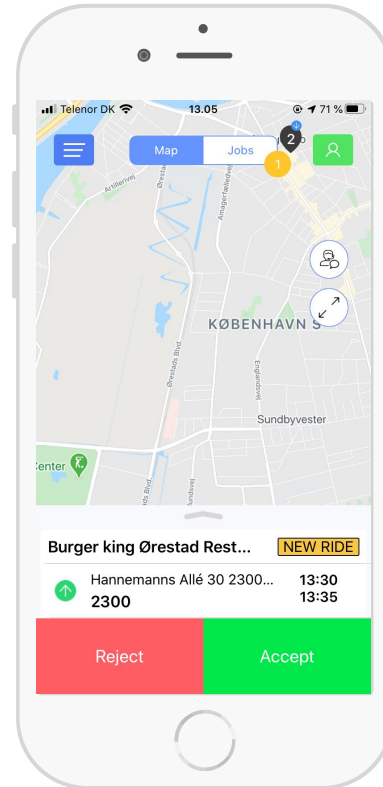 Telenor DK 13.05 71 %
Map Jobs 2
1
Artillerivej
Amagerfælledvej
KØBENHAVN S
Ørestads Blvd.
Englandsvej
Sundbyvester
Center
Burger king Ørestad Rest... NEW RIDE
Hannemanns Allé 30 2300... 13:30
2300 13:35
Reject Accept